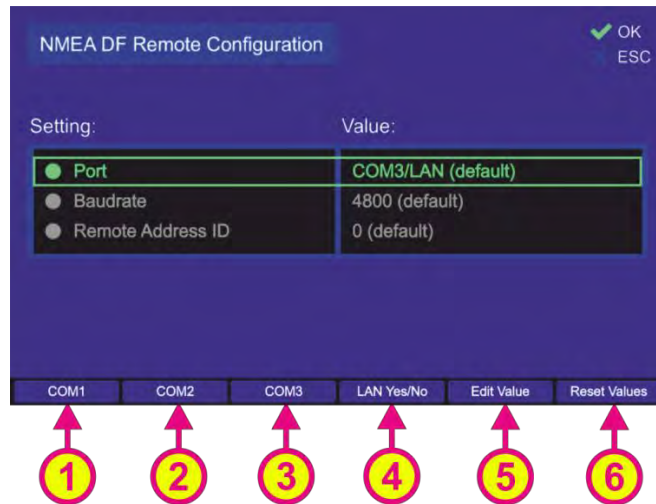 NMEA DF Remote Configuration
OK
ESC
Setting: Value:
Port COM3/LAN (default)
Baudrate 4800 (default)
Remote Address ID 0 (default)
COM1 COM2 COM3 LAN Yes/No Edit Value Reset Values
1 2 3 4 5 6